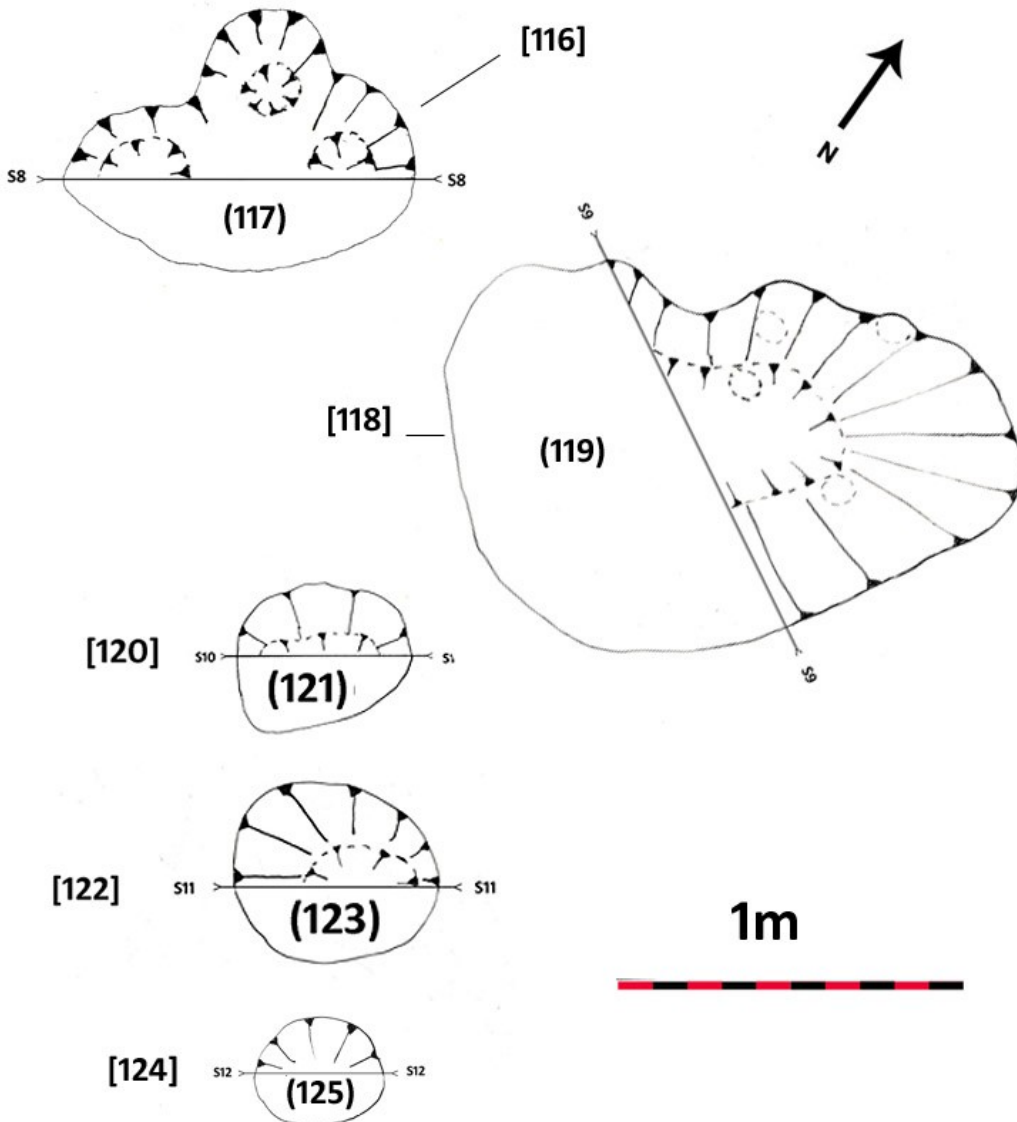 [116]
N
S8
S8
(117)
S9
[118]
(119)
S9
[120]
S10
(121)
[122]
S11
S11
(123)
1m
[124]
S12
S12
(125)